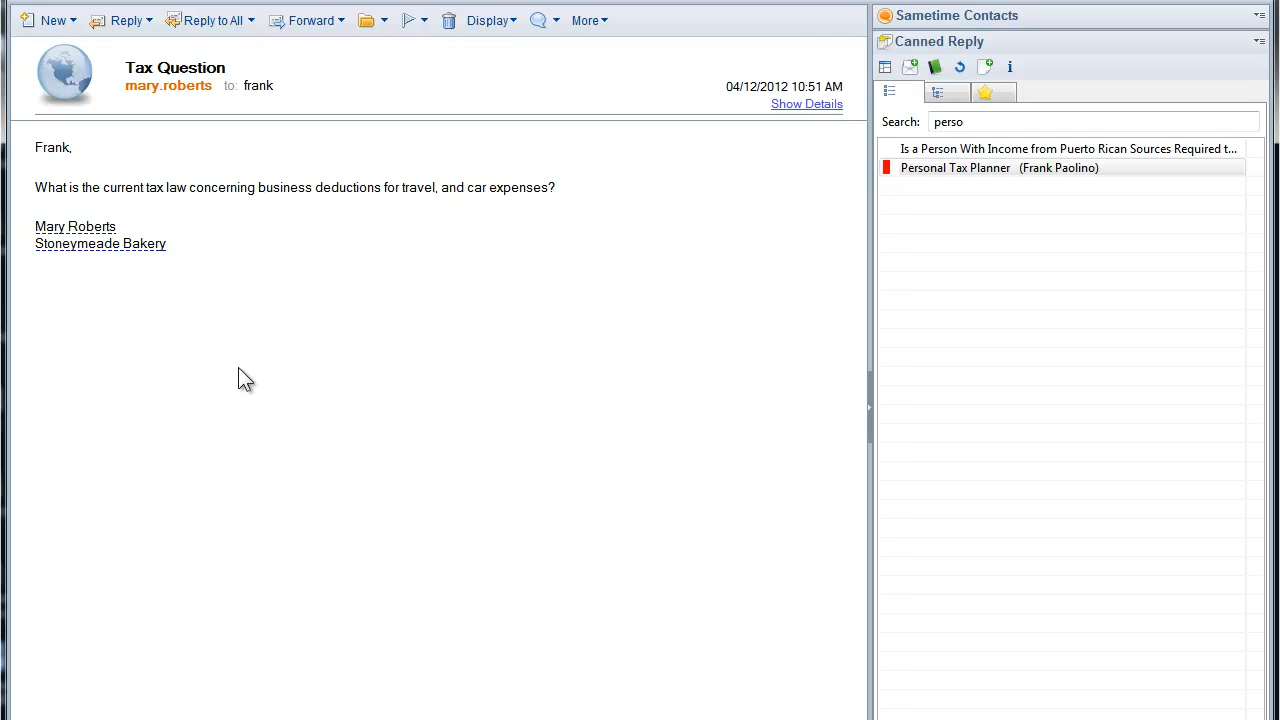 New Reply Reply to All Forward Display More
Tax Question
mary.roberts to: frank
04/12/2012 10:51 AM
Show Details
Frank,
What is the current tax law concerning business deductions for travel, and car expenses?
Mary Roberts
Stoneymeade Bakery
Sametime Contacts
Canned Reply
Search: perso
Is a Person With Income from Puerto Rican Sources Required t...
Personal Tax Planner (Frank Paolino)